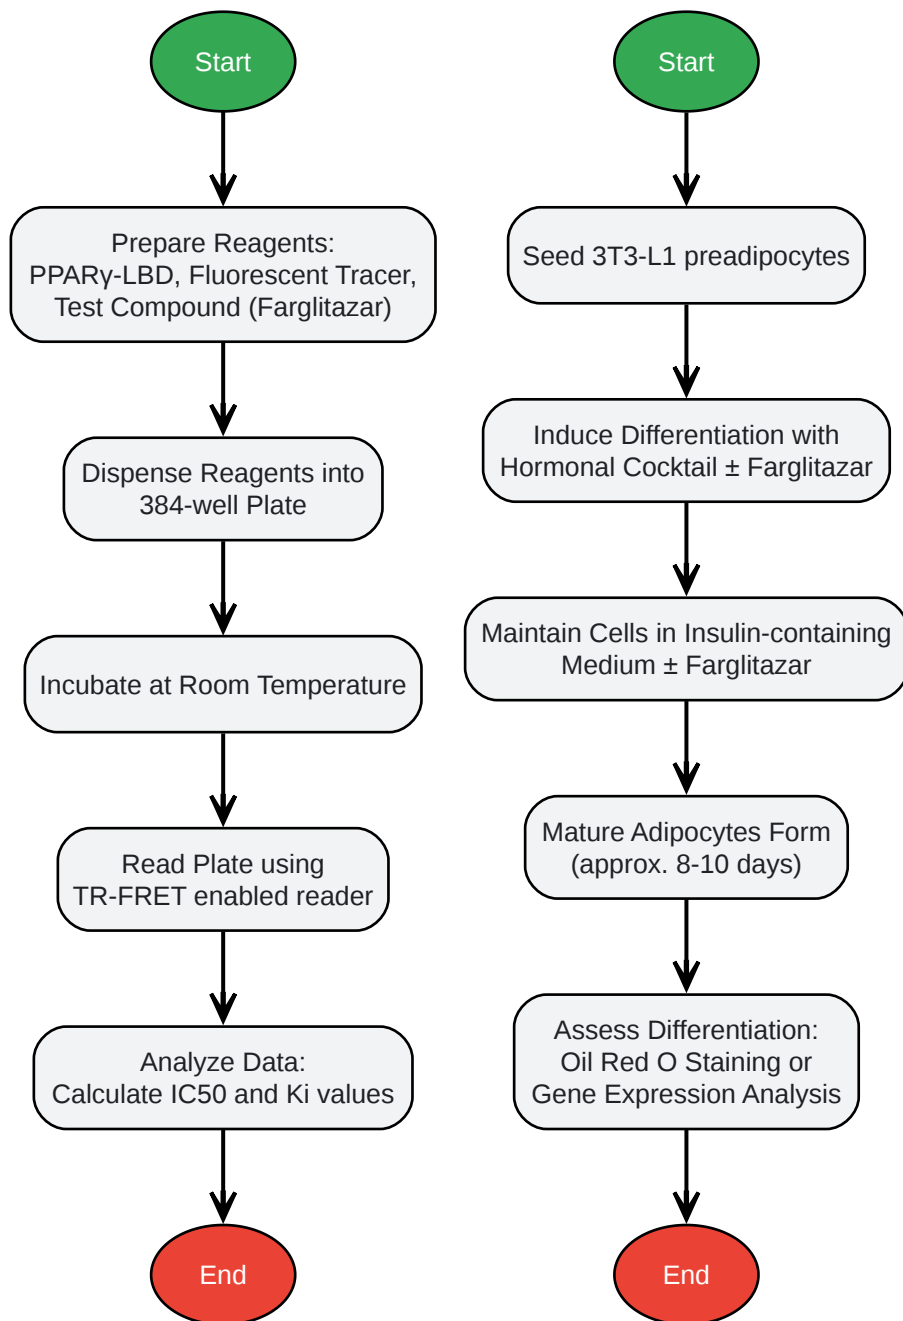 Start
Prepare Reagents:
PPARγ-LBD, Fluorescent Tracer,
Test Compound (Farglitazar)
Dispense Reagents into
384-well Plate
Incubate at Room Temperature
Read Plate using
TR-FRET enabled reader
Analyze Data:
Calculate IC50 and Ki values
End
Start
Seed 3T3-L1 preadipocytes
Induce Differentiation with
Hormonal Cocktail ± Farglitazar
Maintain Cells in Insulin-containing
Medium ± Farglitazar
Mature Adipocytes Form
(approx. 8-10 days)
Assess Differentiation:
Oil Red O Staining or
Gene Expression Analysis
End